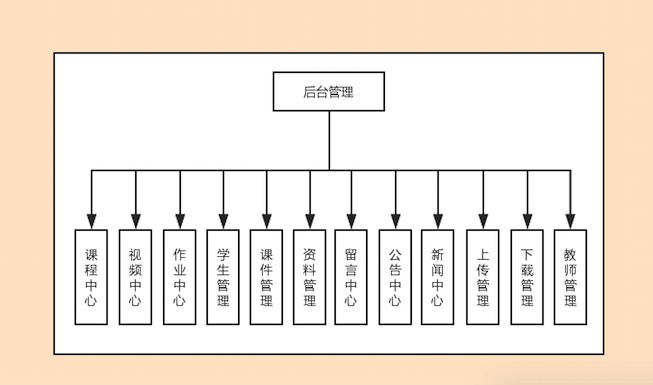 后台管理
课程中心
视频中心
作业中心
学生管理
课件管理
资料管理
留言中心
公告中心
新闻中心
上传管理
下载管理
教师管理